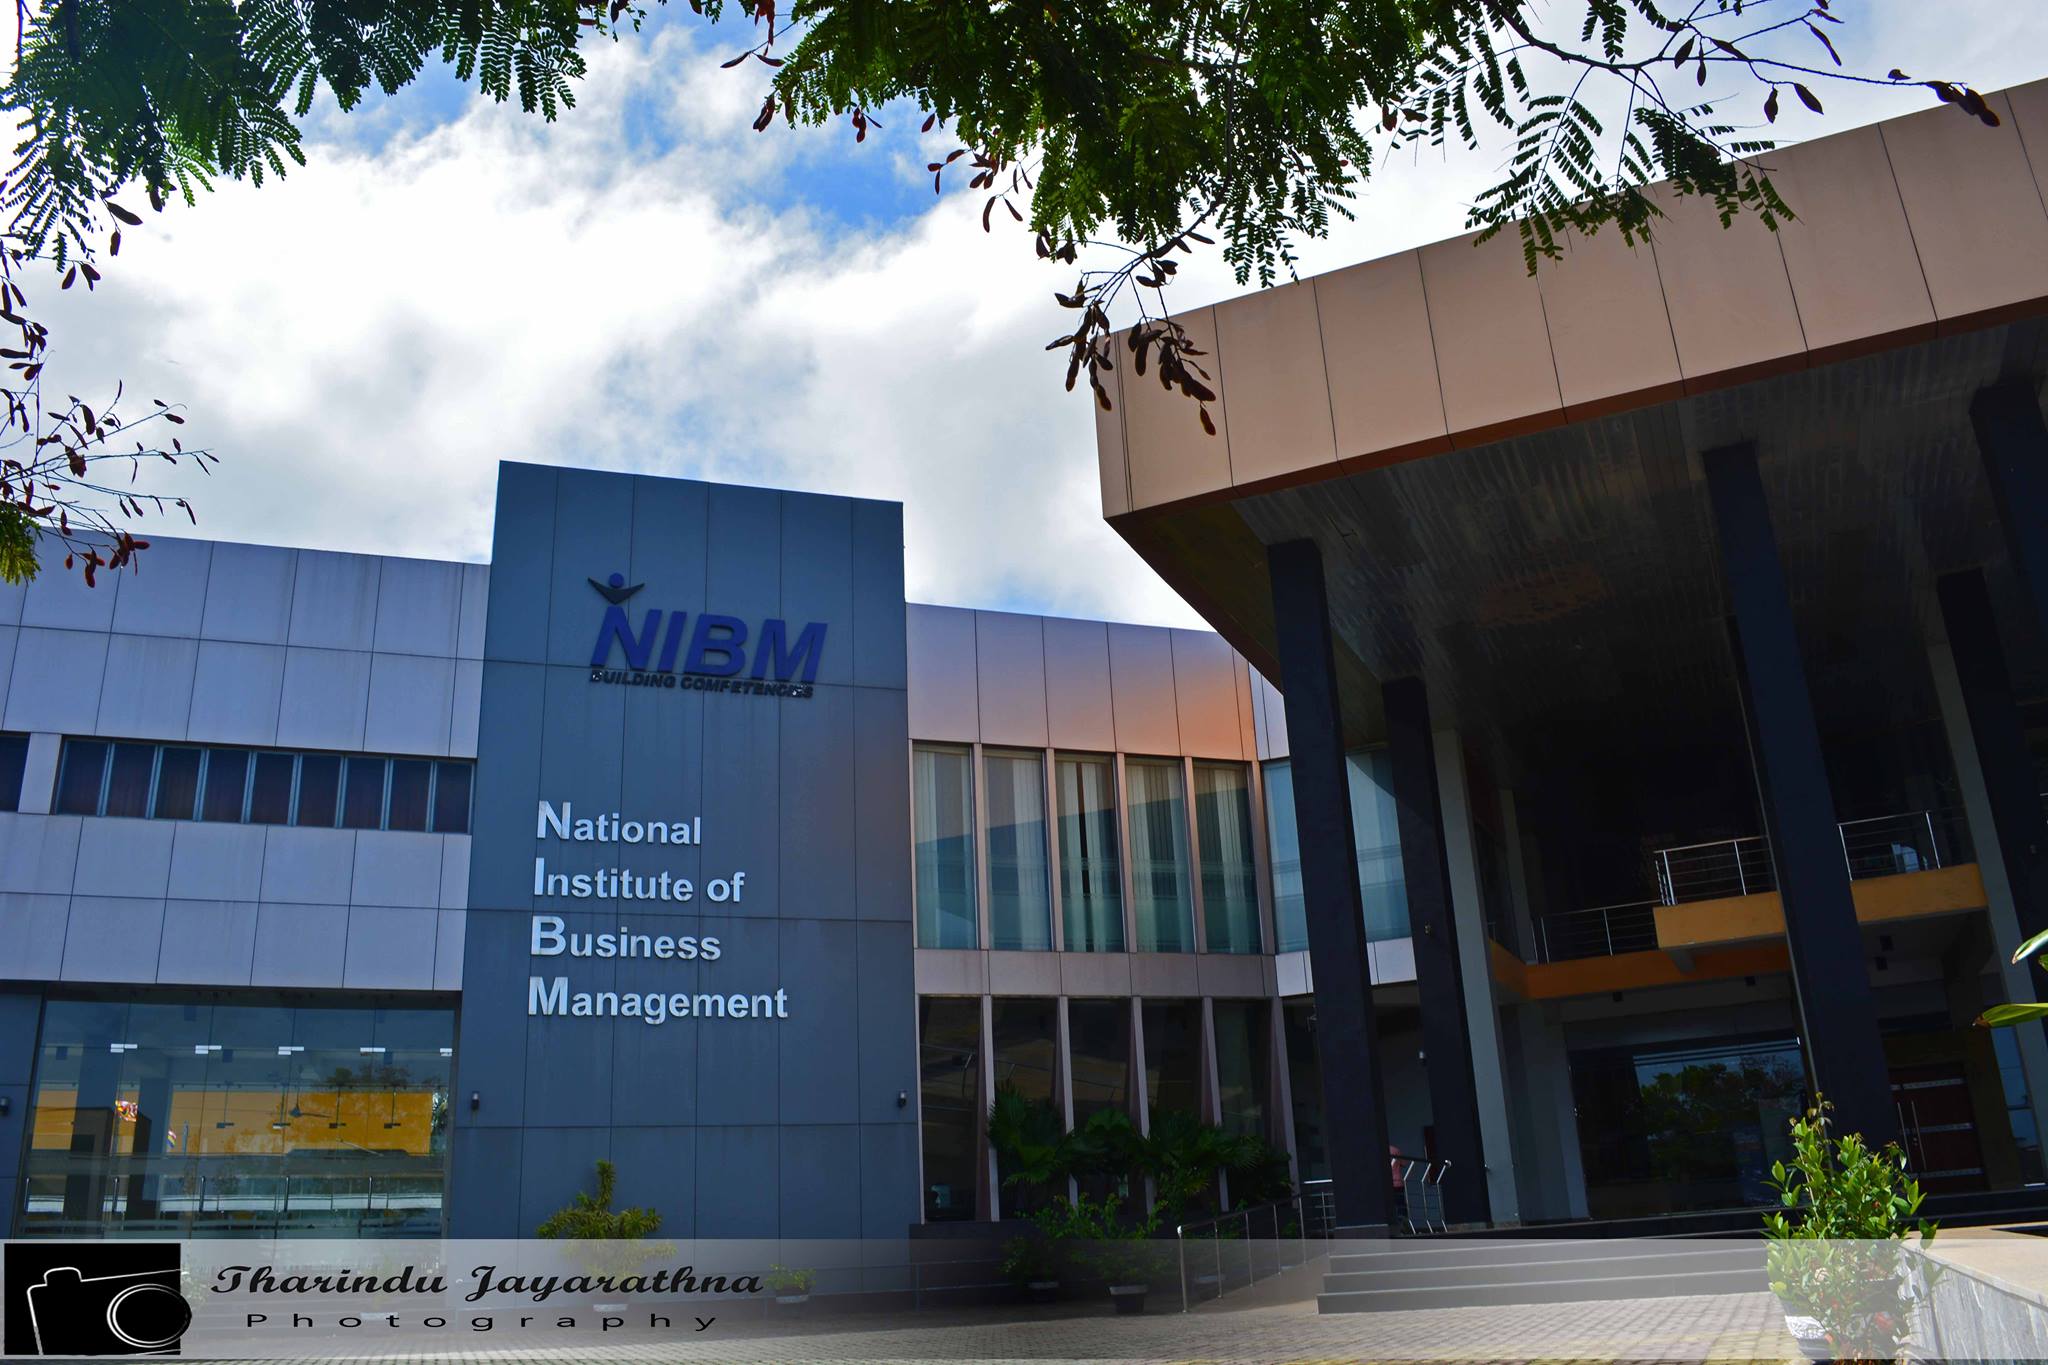 NIBM
BUILDING COMPETENCIES
National
Institute of
Business
Management
Tharindu Jayarathna
Photography